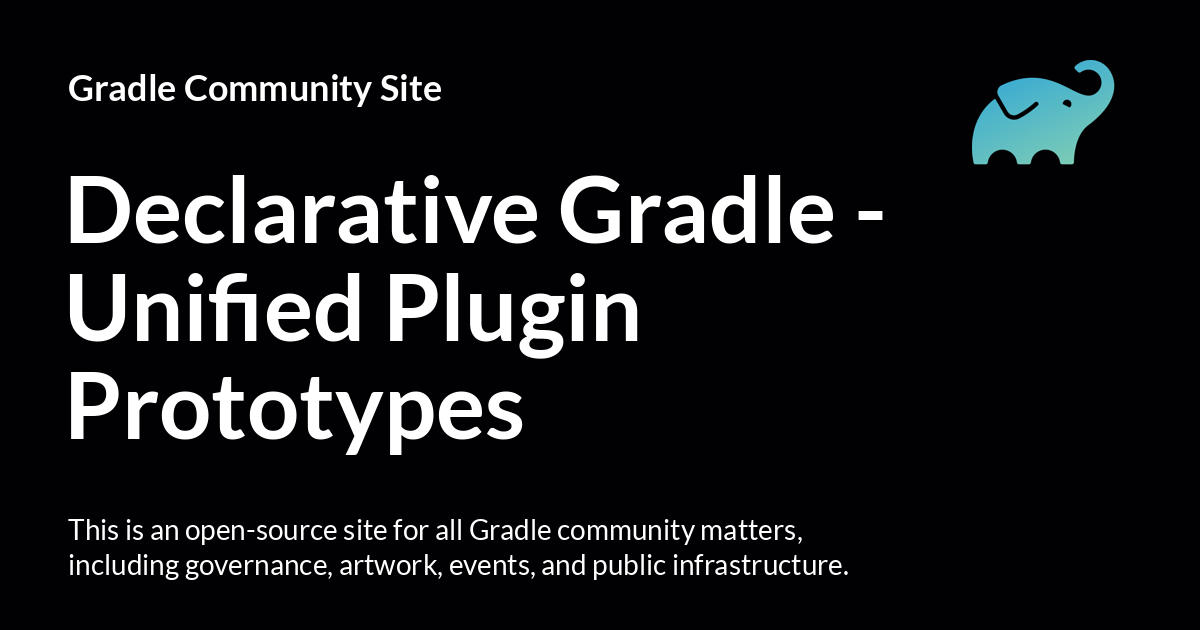 Gradle Community Site
Declarative Gradle -
Unified Plugin
Prototypes
This is an open-source site for all Gradle community matters,
including governance, artwork, events, and public infrastructure.